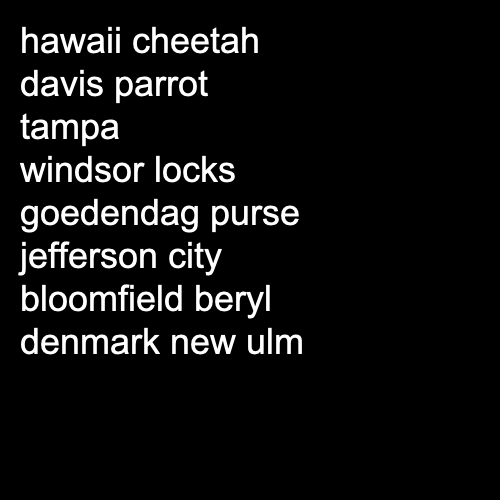 hawaii cheetah
davis parrot
tampa
windsor locks
goedendag purse
jefferson city
bloomfield beryl
denmark new ulm